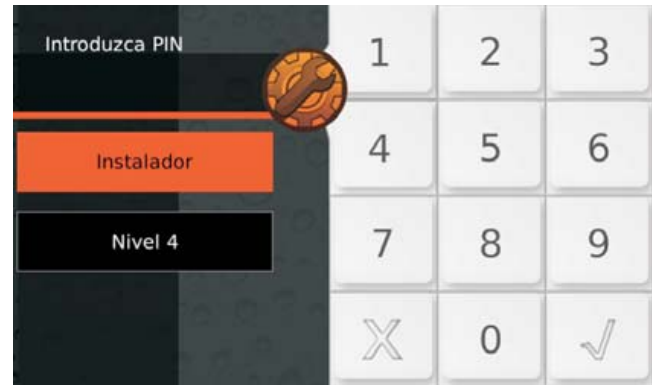 Introduzca PIN
Instalador
Nivel 4
1 2 3
4 5 6
7 8 9
X 0 √